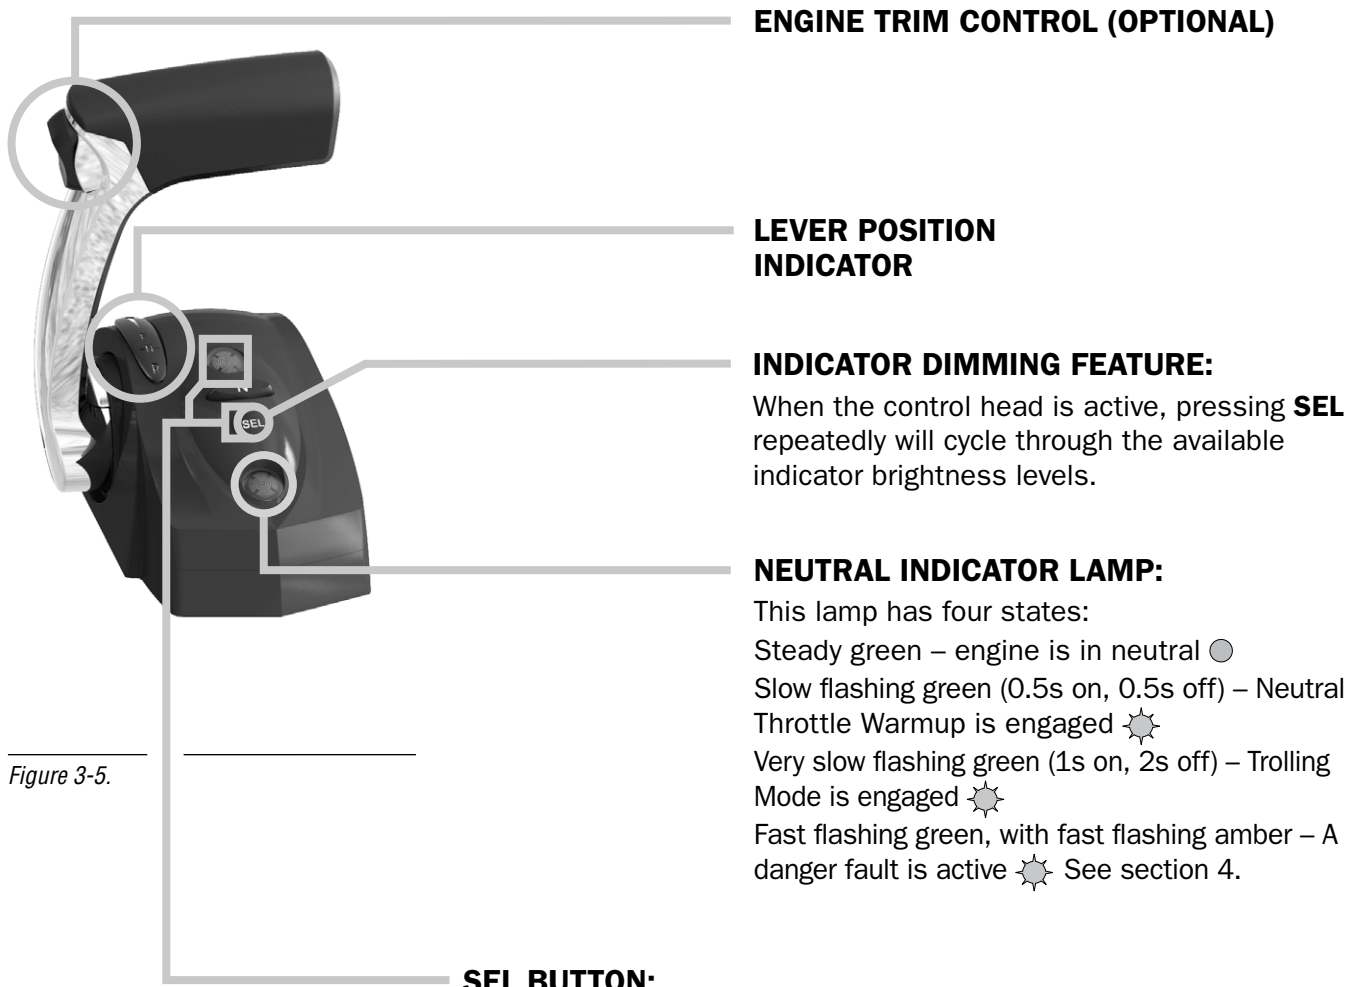 ENGINE TRIM CONTROL (OPTIONAL)
LEVER POSITION
INDICATOR
INDICATOR DIMMING FEATURE:
When the control head is active, pressing SEL
repeatedly will cycle through the available
indicator brightness levels.
N
SEL
NEUTRAL INDICATOR LAMP:
This lamp has four states:
Steady green – engine is in neutral
Slow flashing green (0.5s on, 0.5s off) – Neutral
Throttle Warmup is engaged
Very slow flashing green (1s on, 2s off) – Trolling
Mode is engaged
Fast flashing green, with fast flashing amber – A
danger fault is active See section 4.
Figure 3-5.
SEL BUTTON: